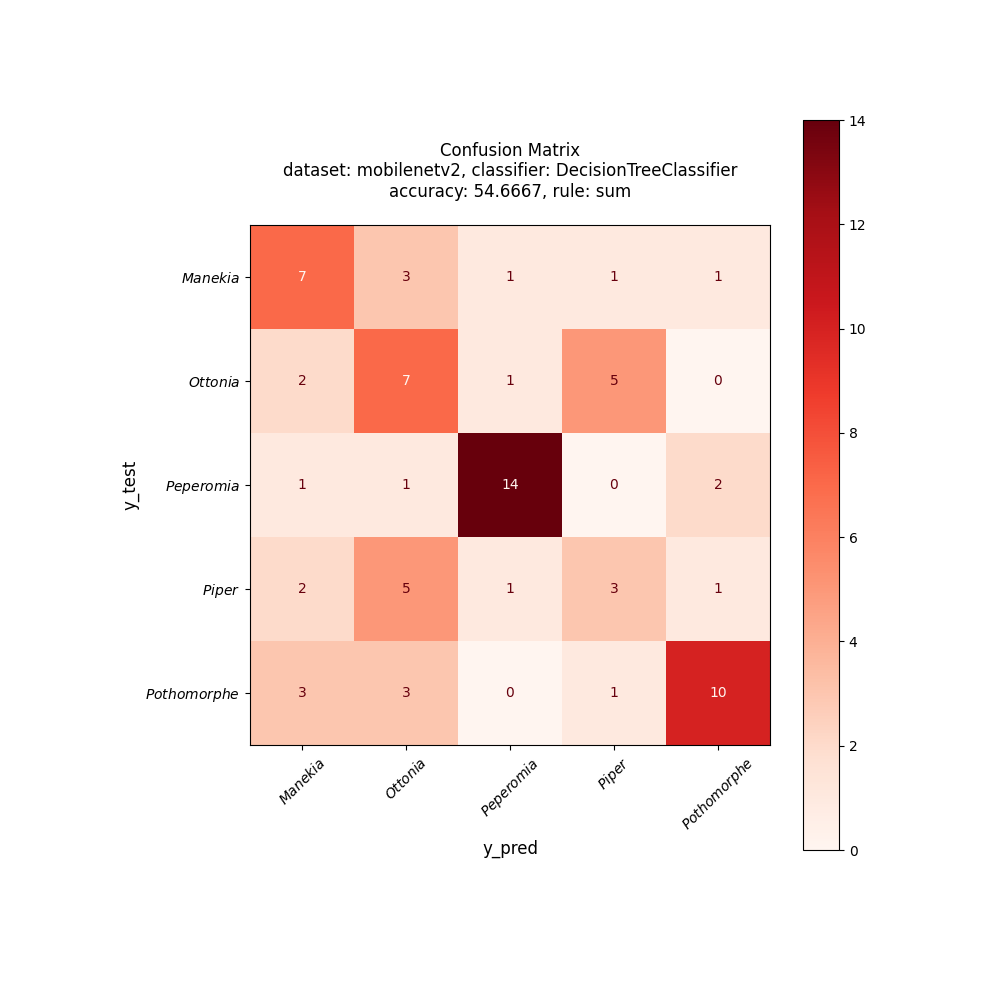 Confusion Matrix
dataset: mobilenetv2, classifier: DecisionTreeClassifier
accuracy: 54.6667, rule: sum
y_test
Manekia 7 3 1 1 1
Ottonia 2 7 1 5 0
Peperomia 1 1 14 0 2
Piper 2 5 1 3 1
Pothomorphe 3 3 0 1 10
Manekia Ottonia Peperomia Piper Pothomorphe
y_pred
14
12
10
8
6
4
2
0